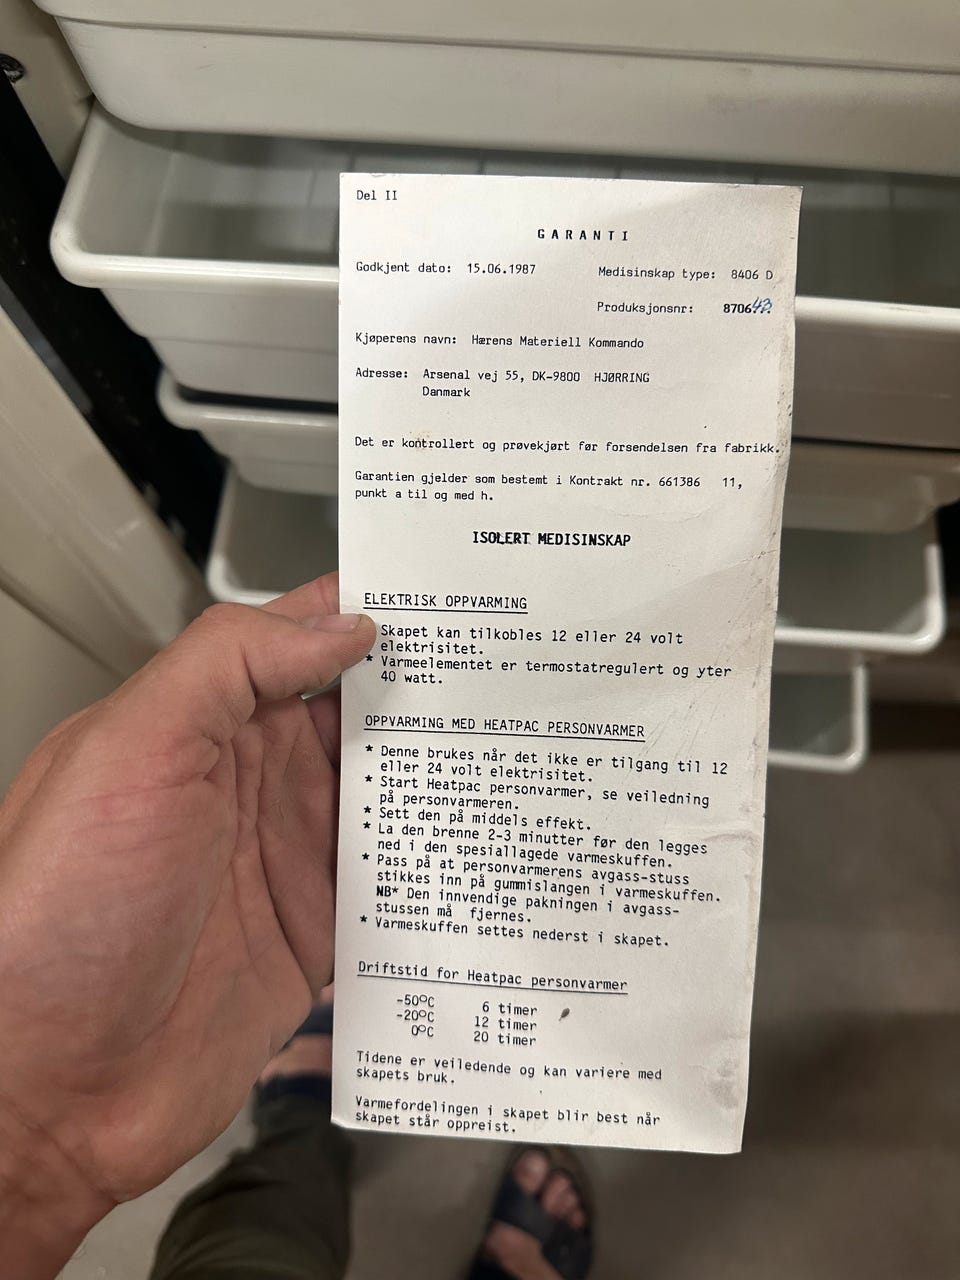 Del II
GARANTI
Godkjent dato: 15.06.1987
Medisinskap type: 8406 D
Produksjonsnr: 87064
Kjøperens navn: Hærens Materiell Kommando
Adresse: Arsenal vej 55, DK-9800 HJØRRING
Danmark
Det er kontrollert og prøvekjørt før forsendelsen fra fabrikk.
Garantien gjelder som bestemt i Kontrakt nr. 661386 11,
punkt a til og med h.
ISOLERT MEDISINSKAP
ELEKTRISK OPPVARMING
Skapet kan tilkobles 12 eller 24 volt
elektrisitet.
* Varmeelementet er termostatregulert og yter
40 watt.
OPPVARMING MED HEATPAC PERSONVARMER
* Denne brukes når det ikke er tilgang til 12
eller 24 volt elektrisitet.
* Start Heatpac personvarmer, se veiledning
på personvarmeren.
* Sett den på middels effekt.
* La den brenne 2-3 minutter før den legges
ned i den spesiallagede varmeskuffen.
* Pass på at personvarmerens avgass-stuss
stikkes inn på gummislangen i varmeskuffen.
NB* Den innvendige pakningen i avgass-
stussen må fjernes.
* Varmeskuffen settes nederst i skapet.
Driftstid for Heatpac personvarmer
-50°C 6 timer
-20°C 12 timer
0°C 20 timer
Tidene er veiledende og kan variere med
skapets bruk.
Varmefordelingen i skapet blir best når
skapet står oppreist.